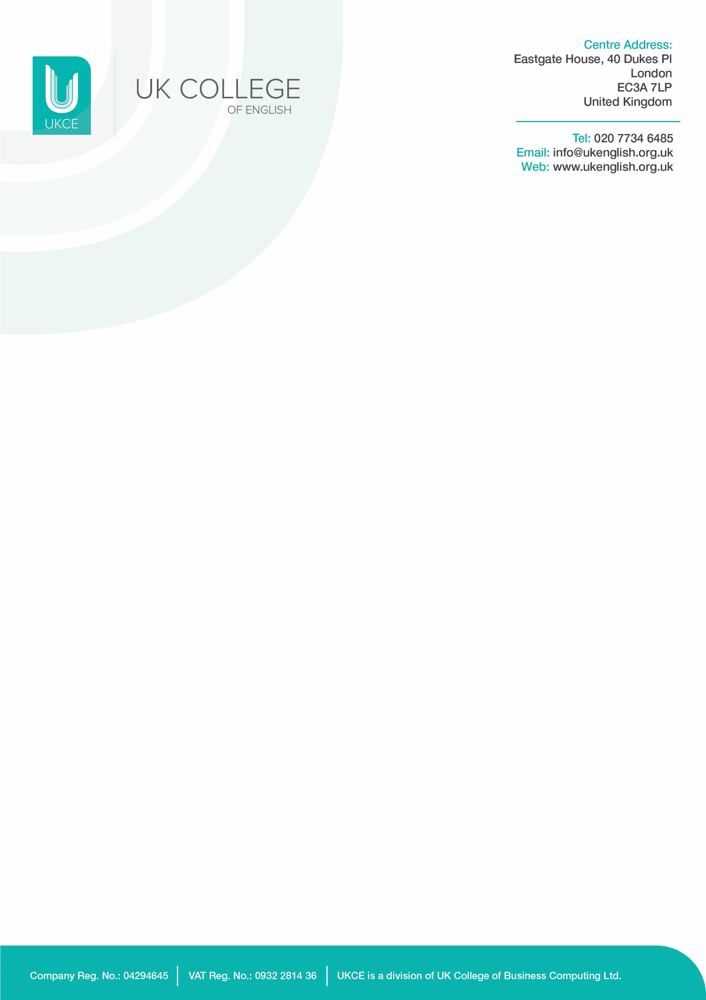 UKCE
UK COLLEGE
OF ENGLISH
Centre Address:
Eastgate House, 40 Dukes Pl
London
EC3A 7LP
United Kingdom
Tel: 020 7734 6485
Email: info@ukenglish.org.uk
Web: www.ukenglish.org.uk
Company Reg. No.: 04294645
VAT Reg. No.: 0932 2814 36
UKCE is a division of UK College of Business Computing Ltd.